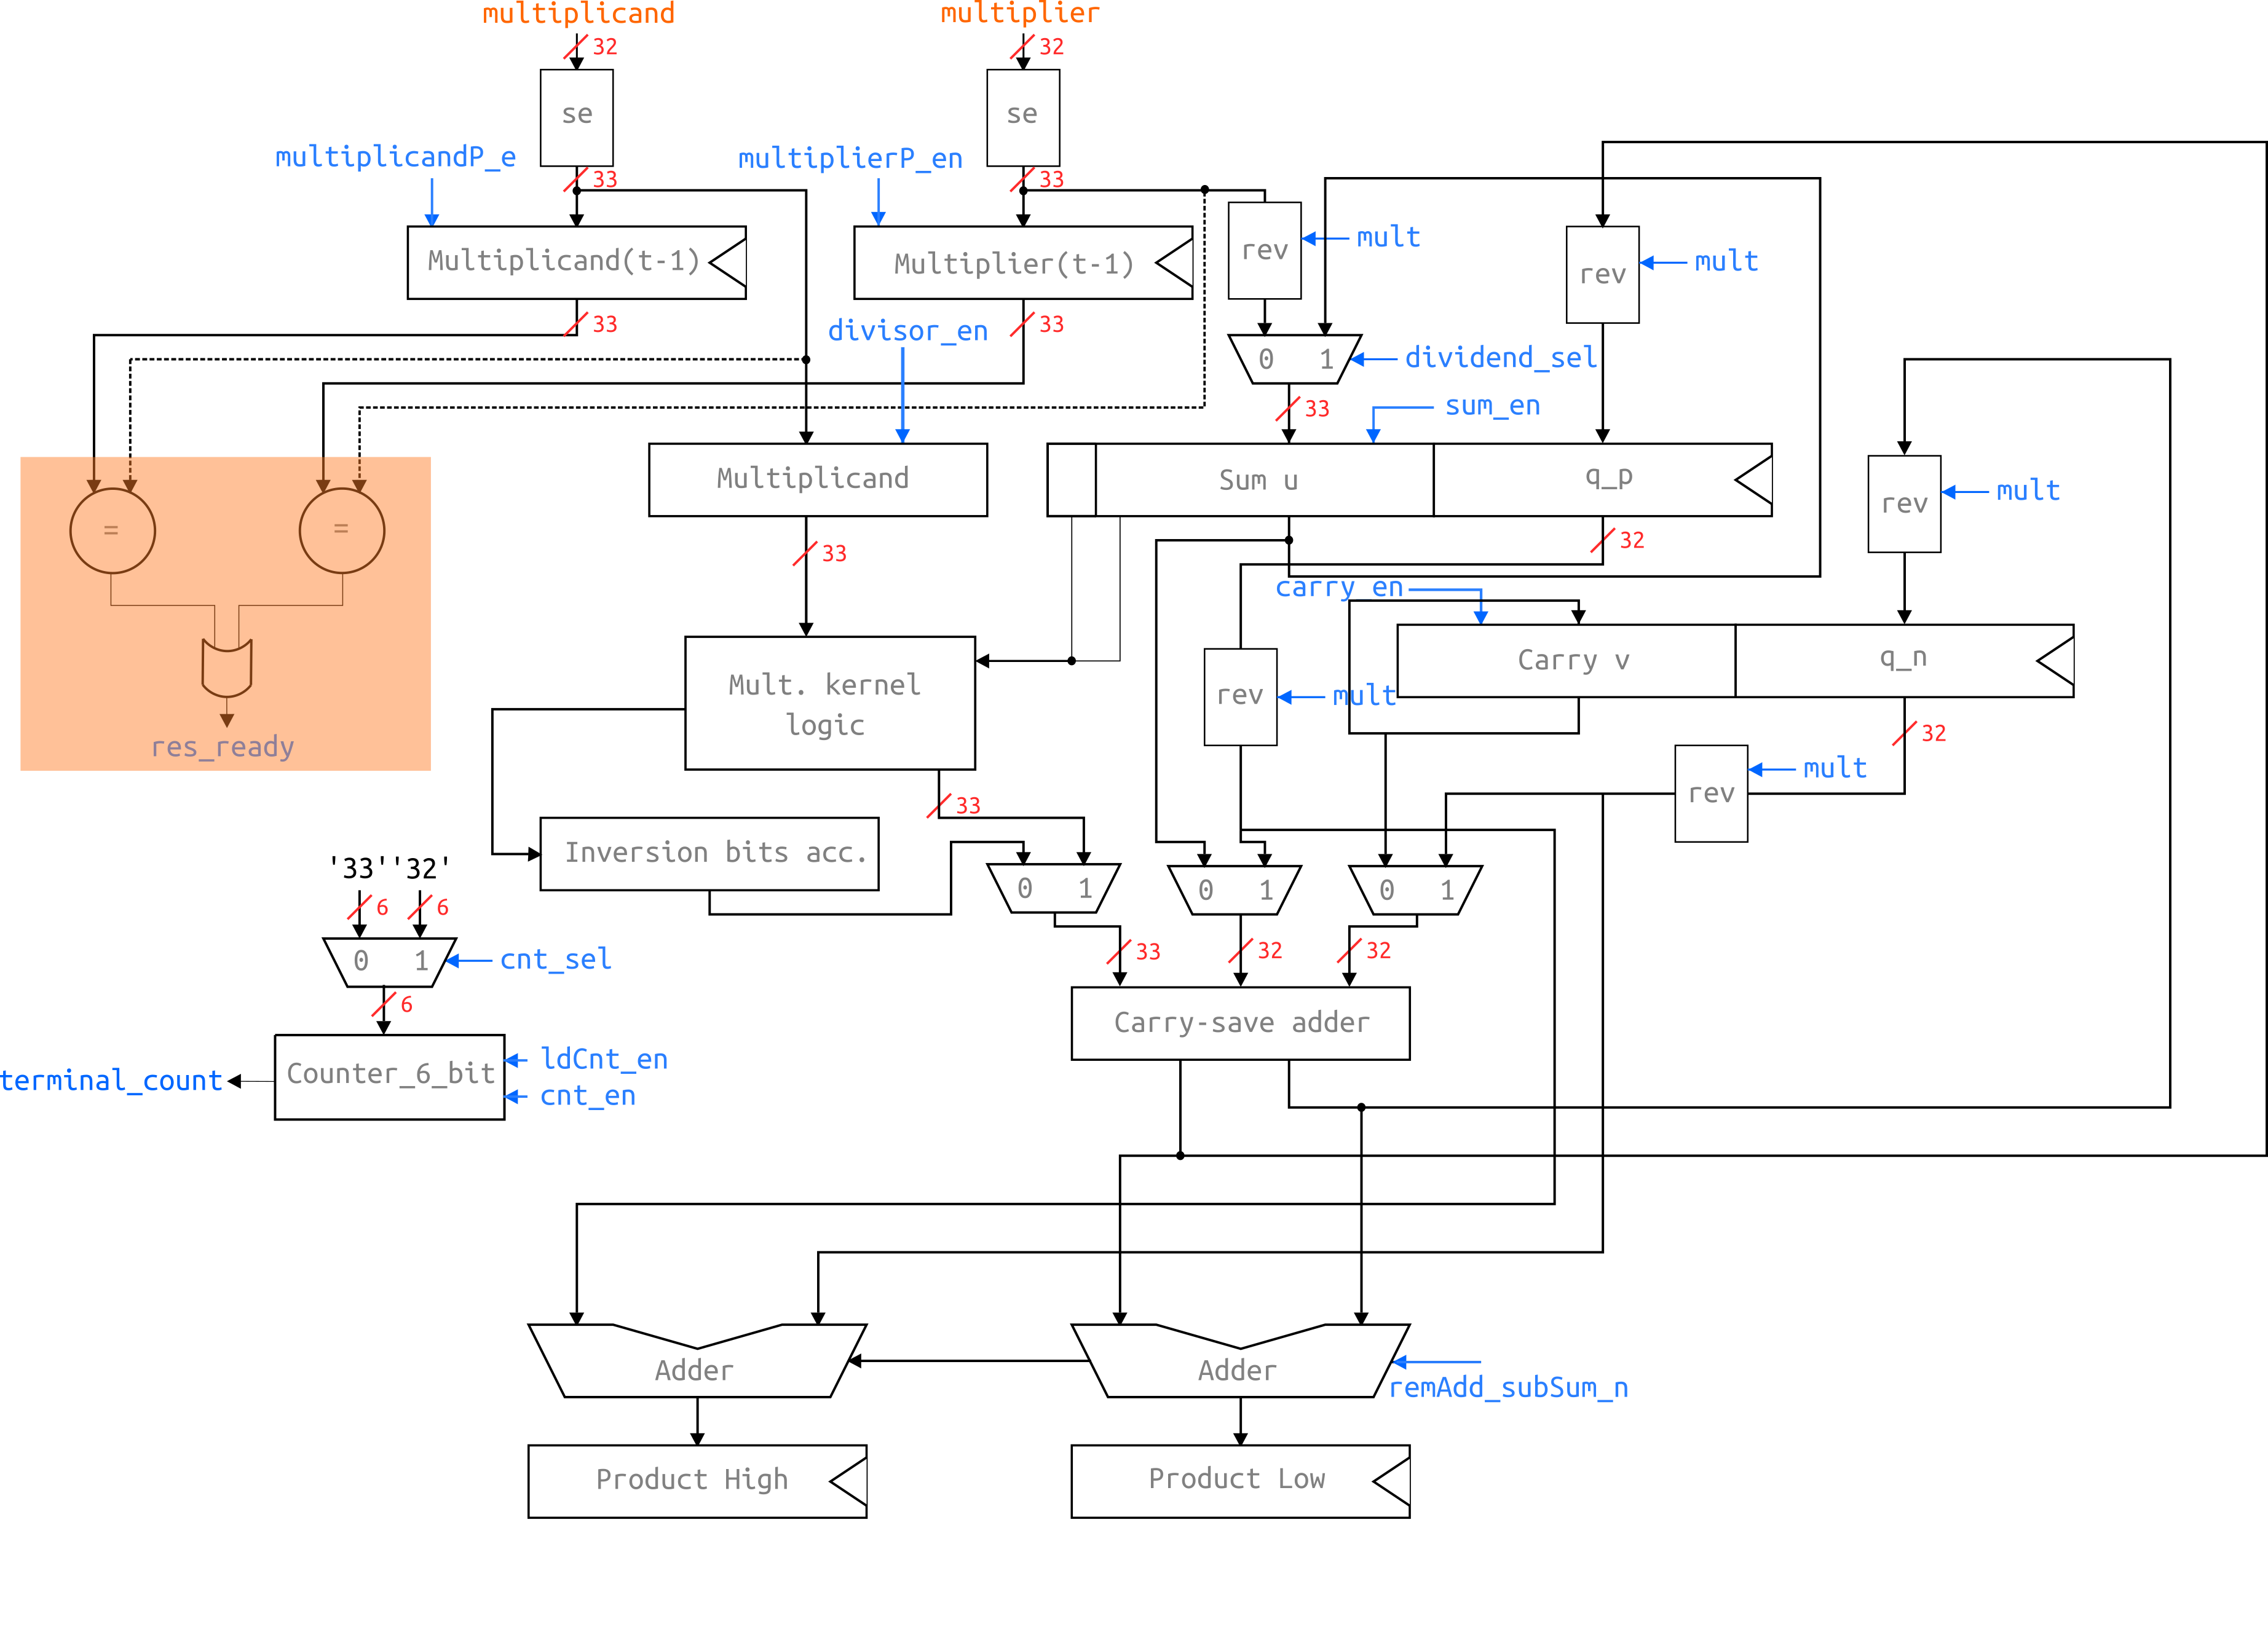 multiplicand
multiplier
32
32
se
se
multiplicandP_e
multiplierP_en
33
33
mult
mult
rev
rev
Multiplicand(t-1)
Multiplier(t-1)
33
33
divisor_en
0 1
dividend_sel
33
sum_en
Multiplicand
Sum u
q_p
rev
mult
= =
33
32
carry_en
Mult. kernel
logic
rev
mult
Carry v
q_n
res_ready
32
rev
mult
33
Inversion bits acc.
'33' '32'
6
6
0 1
0 1
0 1
0 1
cnt_sel
33
32
32
6
Carry-save adder
Counter_6_bit
ldCnt_en
cnt_en
terminal_count
Adder
Adder
remAdd_subSum_n
Product High
Product Low